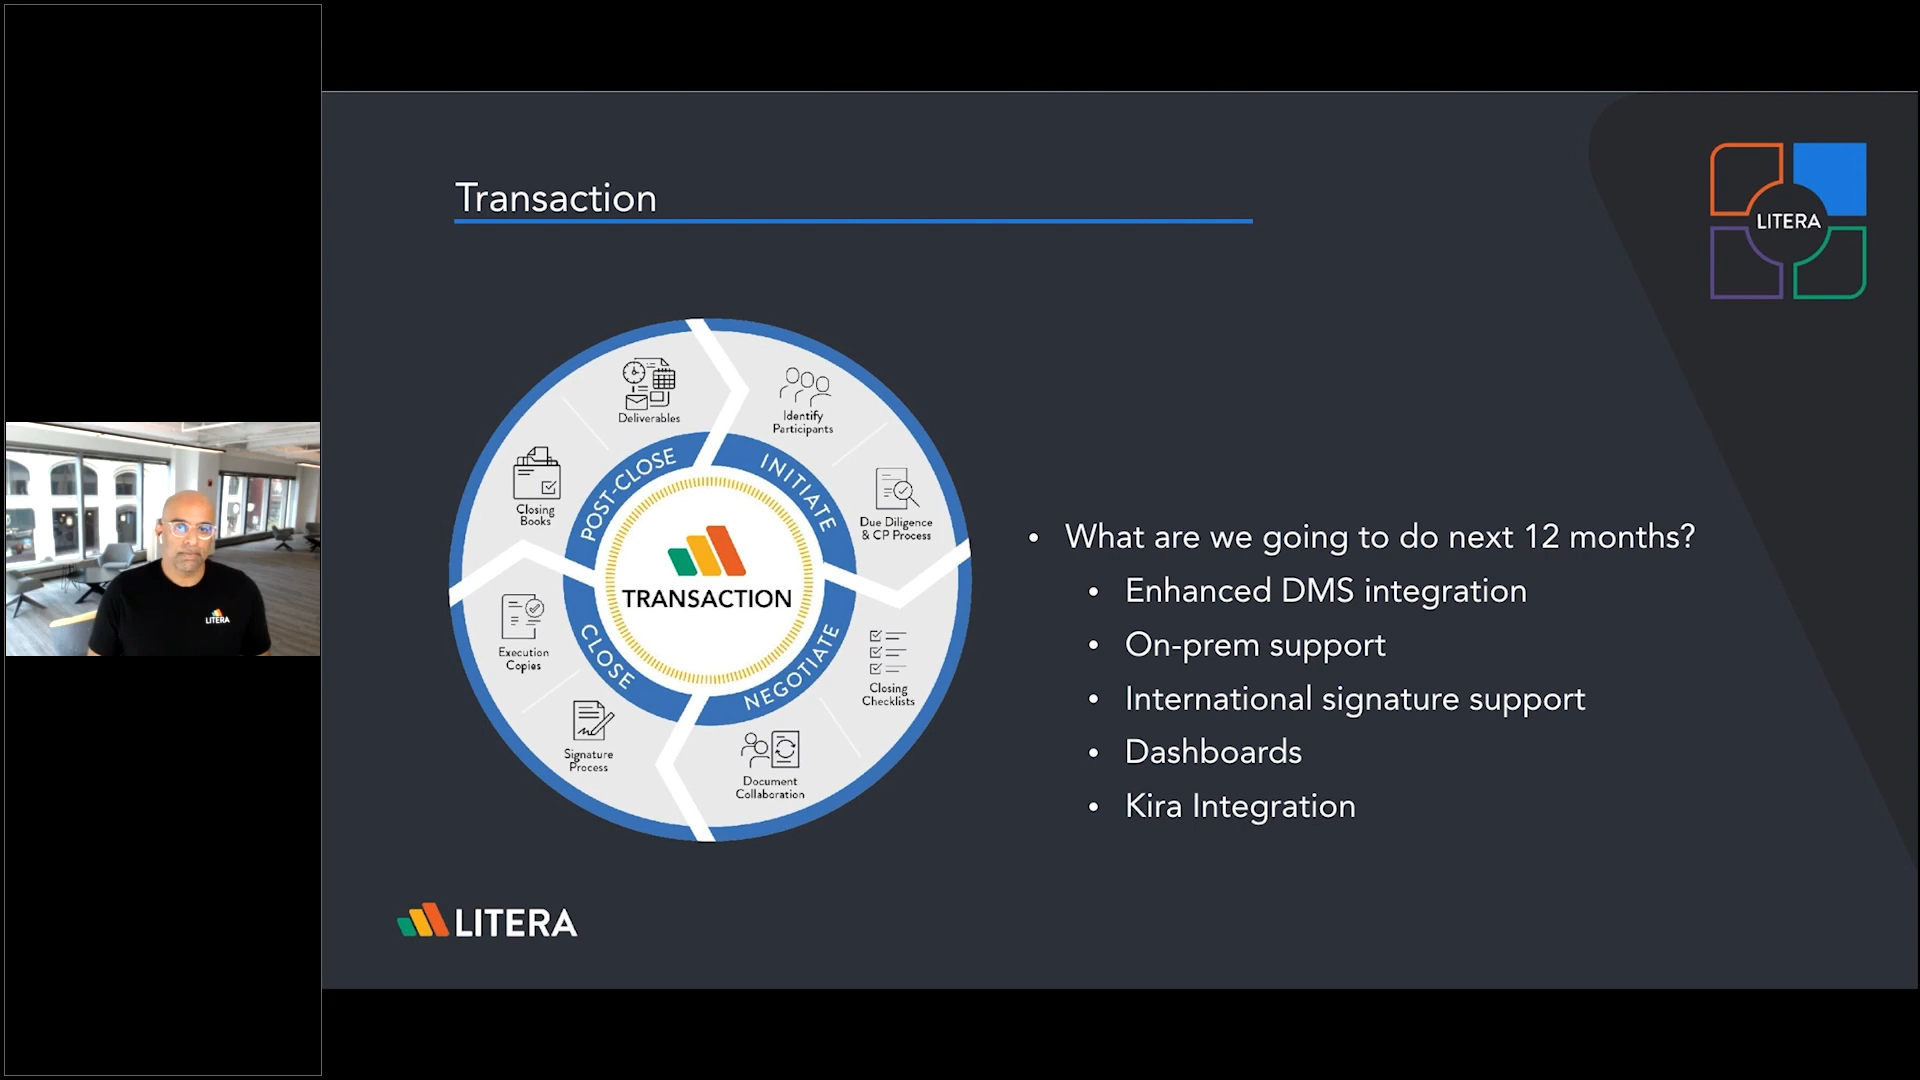 Transaction
LITERA
Deliverables
Identify
Participants
Closing
Books
Due Diligence
& CP Process
POST-CLOSE
INITIATE
TRANSACTION
CLOSE
NEGOTIATE
Execution
Copies
Closing
Checklists
Signature
Process
Document
Collaboration
• What are we going to do next 12 months?
• Enhanced DMS integration
• On-prem support
• International signature support
• Dashboards
• Kira Integration
LITERA
LITERA